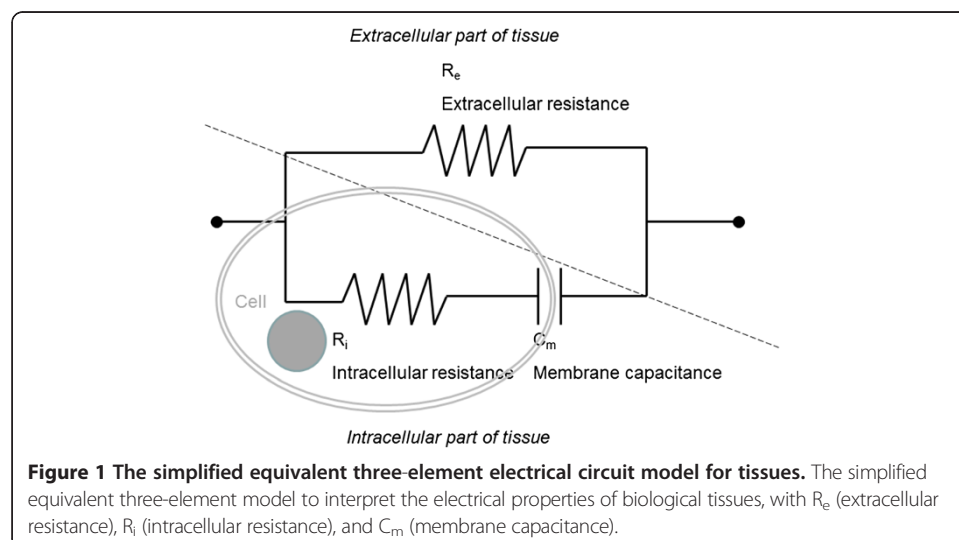 Extracellular part of tissue
Re
Extracellular resistance
Cell
Ri
Cm
Intracellular resistance
Membrane capacitance
Intracellular part of tissue
Figure 1 The simplified equivalent three-element electrical circuit model for tissues. The simplified
equivalent three-element model to interpret the electrical properties of biological tissues, with Re (extracellular
resistance), Ri (intracellular resistance), and Cm (membrane capacitance).